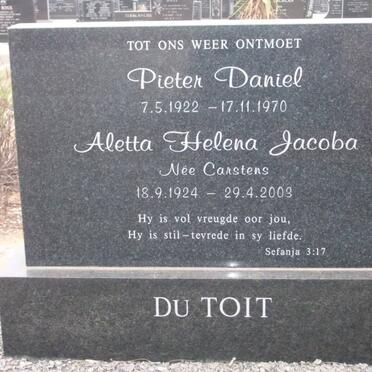 TOT ONS WEER ONTMOET
Pieter Daniel
7.5.1922 – 17.11.1970
Aletta Helena Jacoba
Née Carstens
18.9.1924 – 29.4.2003
Hy is vol vreugde oor jou,
Hy is stil-tevrede in sy liefde.
Sefanja 3:17
DU TOIT